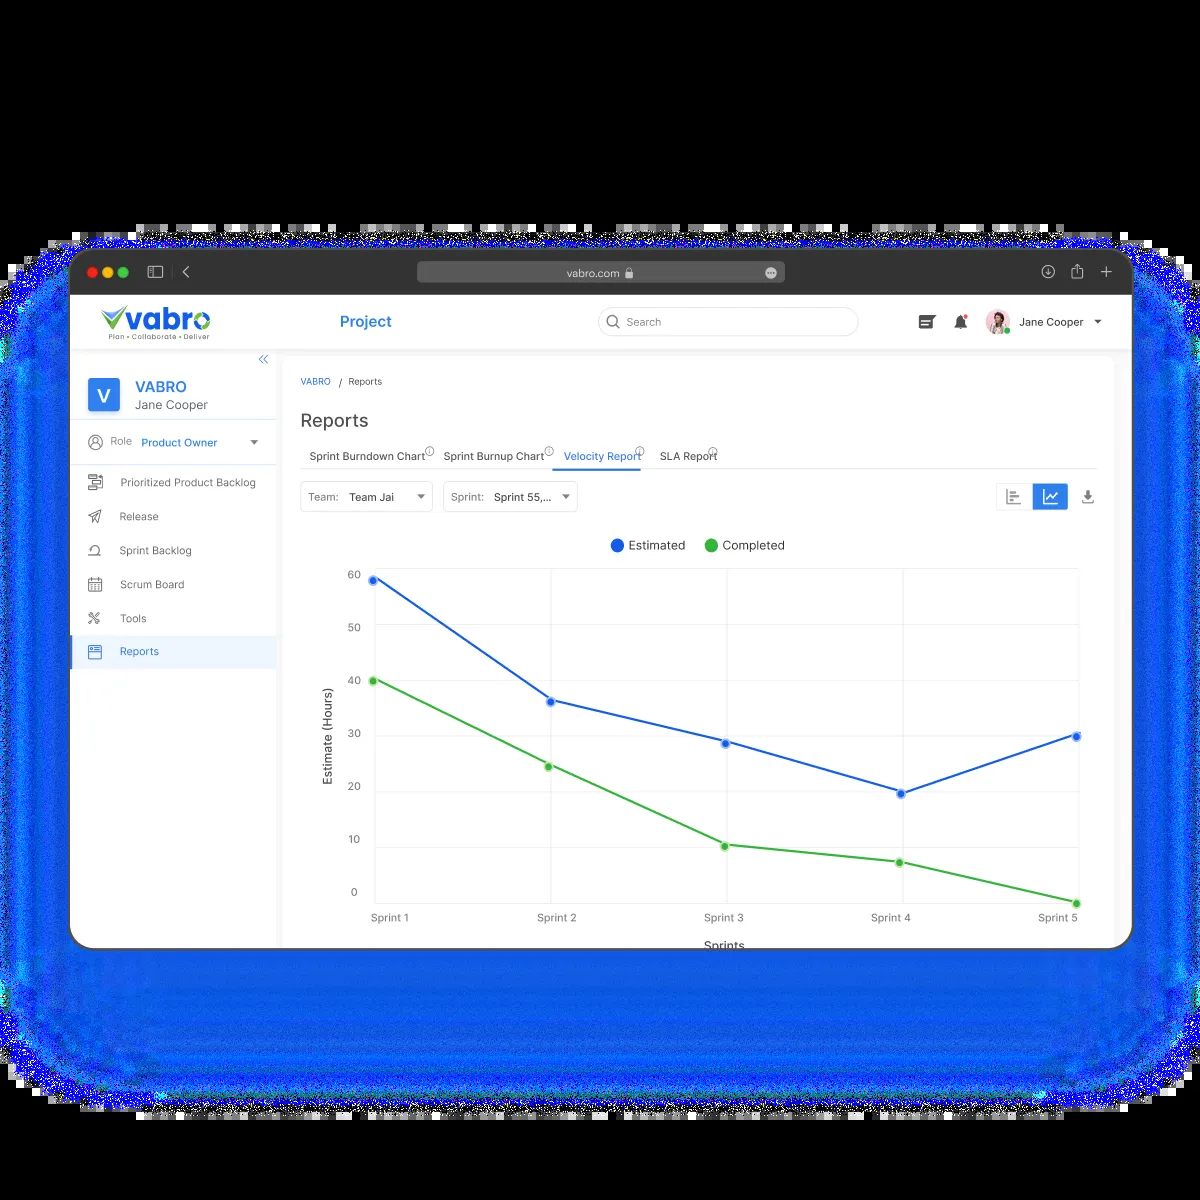 vabro.com
vabro
Plan • Collaborate • Deliver
Project
Search
Jane Cooper
V
VABRO
Jane Cooper
Role Product Owner
Prioritized Product Backlog
Release
Sprint Backlog
Scrum Board
Tools
Reports
VABRO / Reports
Reports
Sprint Burndown Chart Sprint Burnup Chart Velocity Report SLA Report
Team: Team Jai Sprint: Sprint 55,...
Estimated Completed
60
50
40
30
20
10
0
Estimate (Hours)
Sprint 1 Sprint 2 Sprint 3 Sprint 4 Sprint 5
Sprints